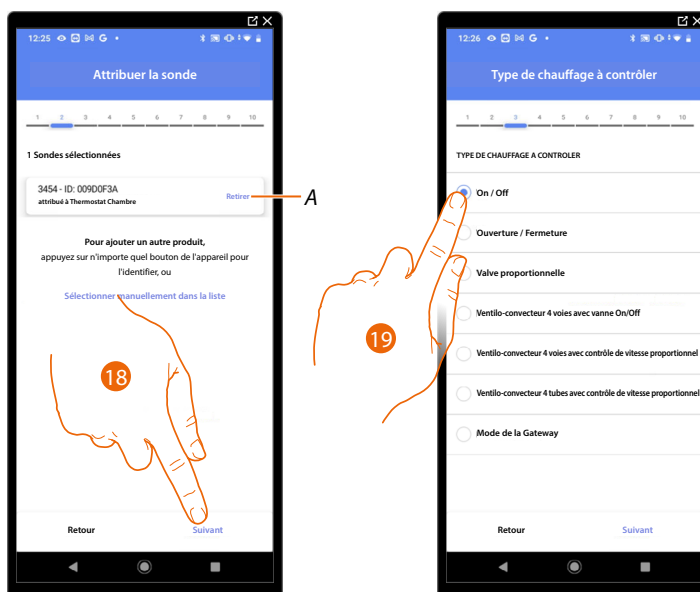 12:25 G
Attribuer la sonde
1 2 3 4 5 6 7 8 9 10
1 Sondes sélectionnées
3454 - ID: 009D0F3A
attribué à Thermostat Chambre
Retirer
A
Pour ajouter un autre produit,
appuyez sur n'importe quel bouton de l'appareil pour
l'identifier, ou
Sélectionner manuellement dans la liste
18
Retour Suivant
12:26 G
Type de chauffage à contrôler
1 2 3 4 5 6 7 8 9 10
TYPE DE CHAUFFAGE A CONTROLER
On / Off
Ouverture / Fermeture
Valve proportionnelle
19
Ventilo-convecteur 4 voies avec vanne On/Off
Ventilo-convecteur 4 voies avec contrôle de vitesse proportionnel
Ventilo-convecteur 4 tubes avec contrôle de vitesse proportionnel
Mode de la Gateway
Retour Suivant